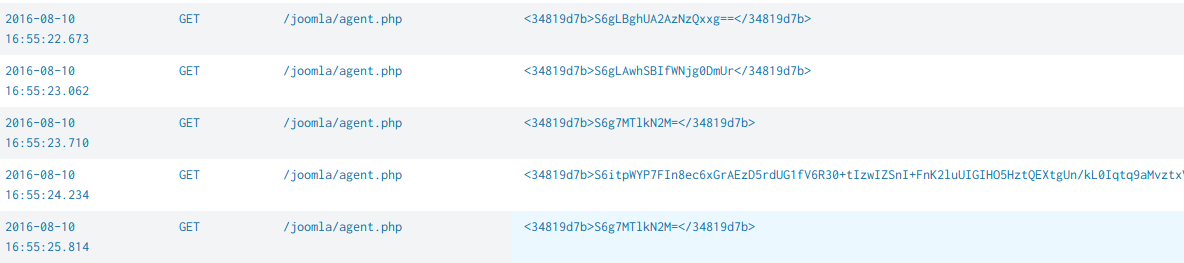 2016-08-10 GET /joomla/agent.php <34819d7b>S6gLBghUA2AzNzQxxg==</34819d7b>
16:55:22.673
2016-08-10 GET /joomla/agent.php <34819d7b>S6gLAwhSBIfWNjg0DmUr</34819d7b>
16:55:23.062
2016-08-10 GET /joomla/agent.php <34819d7b>S6g7MTlkN2M=</34819d7b>
16:55:23.710
2016-08-10 GET /joomla/agent.php <34819d7b>S6itpWYP7FIn8ec6xGrAEzD5rdUG1fV6R30+tIzwIZSnI+FnK2luUIGIHO5HztQEXtgUn/kL0Iqtq9aMvztx
16:55:24.234
2016-08-10 GET /joomla/agent.php <34819d7b>S6g7MTlkN2M=</34819d7b>
16:55:25.814